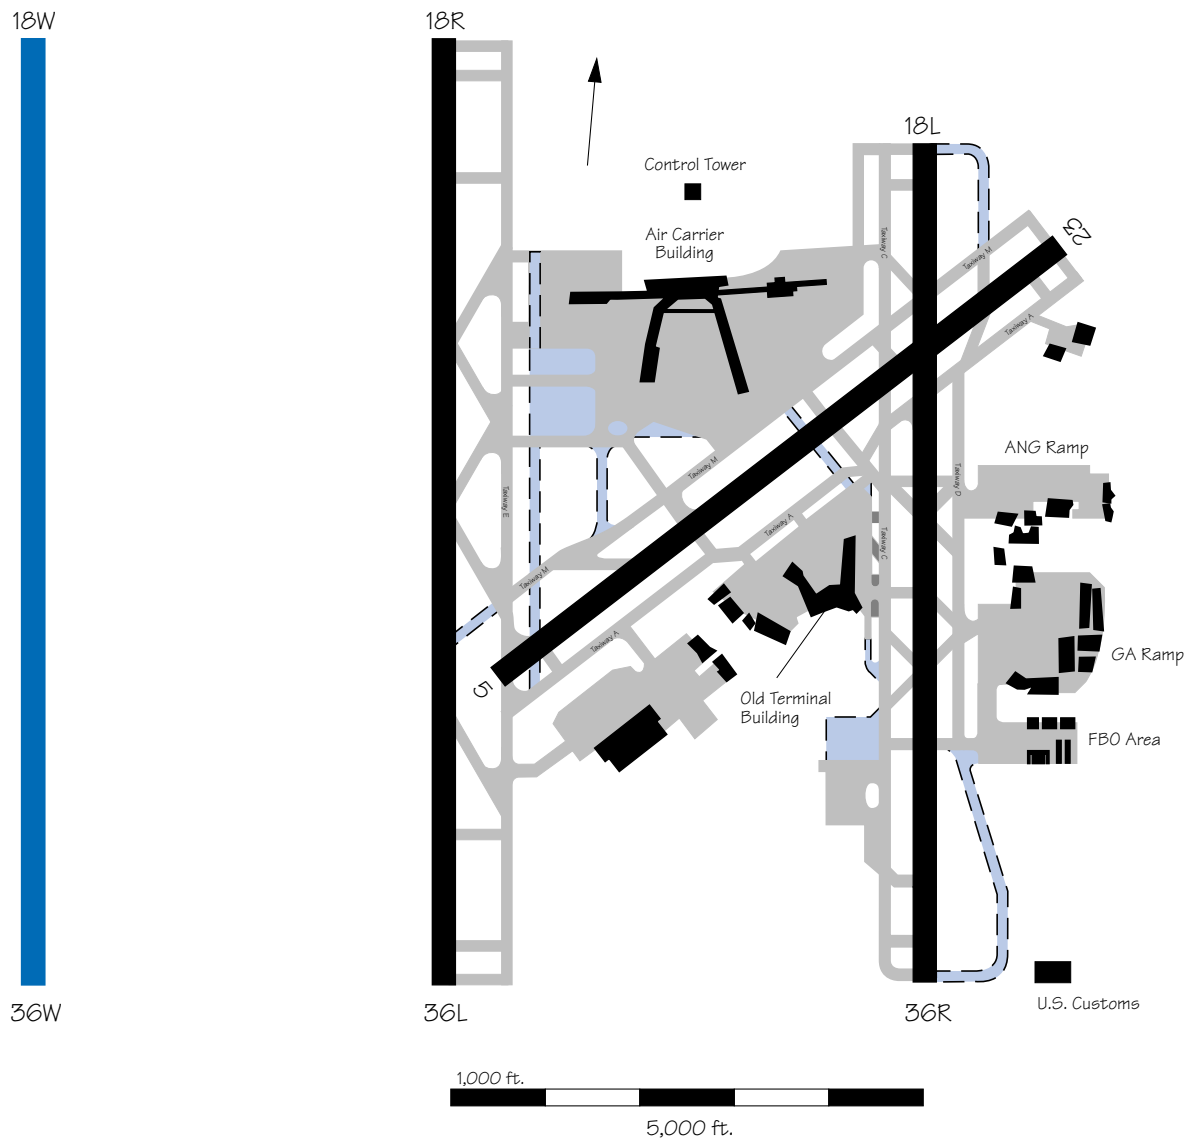 18W
18R
18L
Control Tower
Air Carrier
Building
23
Taxiway C
Taxiway M
Taxiway A
ANG Ramp
Taxiway M
Taxiway D
Taxiway E
Taxiway A
Taxiway C
Taxiway M
Taxiway A
GA Ramp
5
Old Terminal
Building
FBO Area
36W
36L
36R
U.S. Customs
1,000 ft.
5,000 ft.